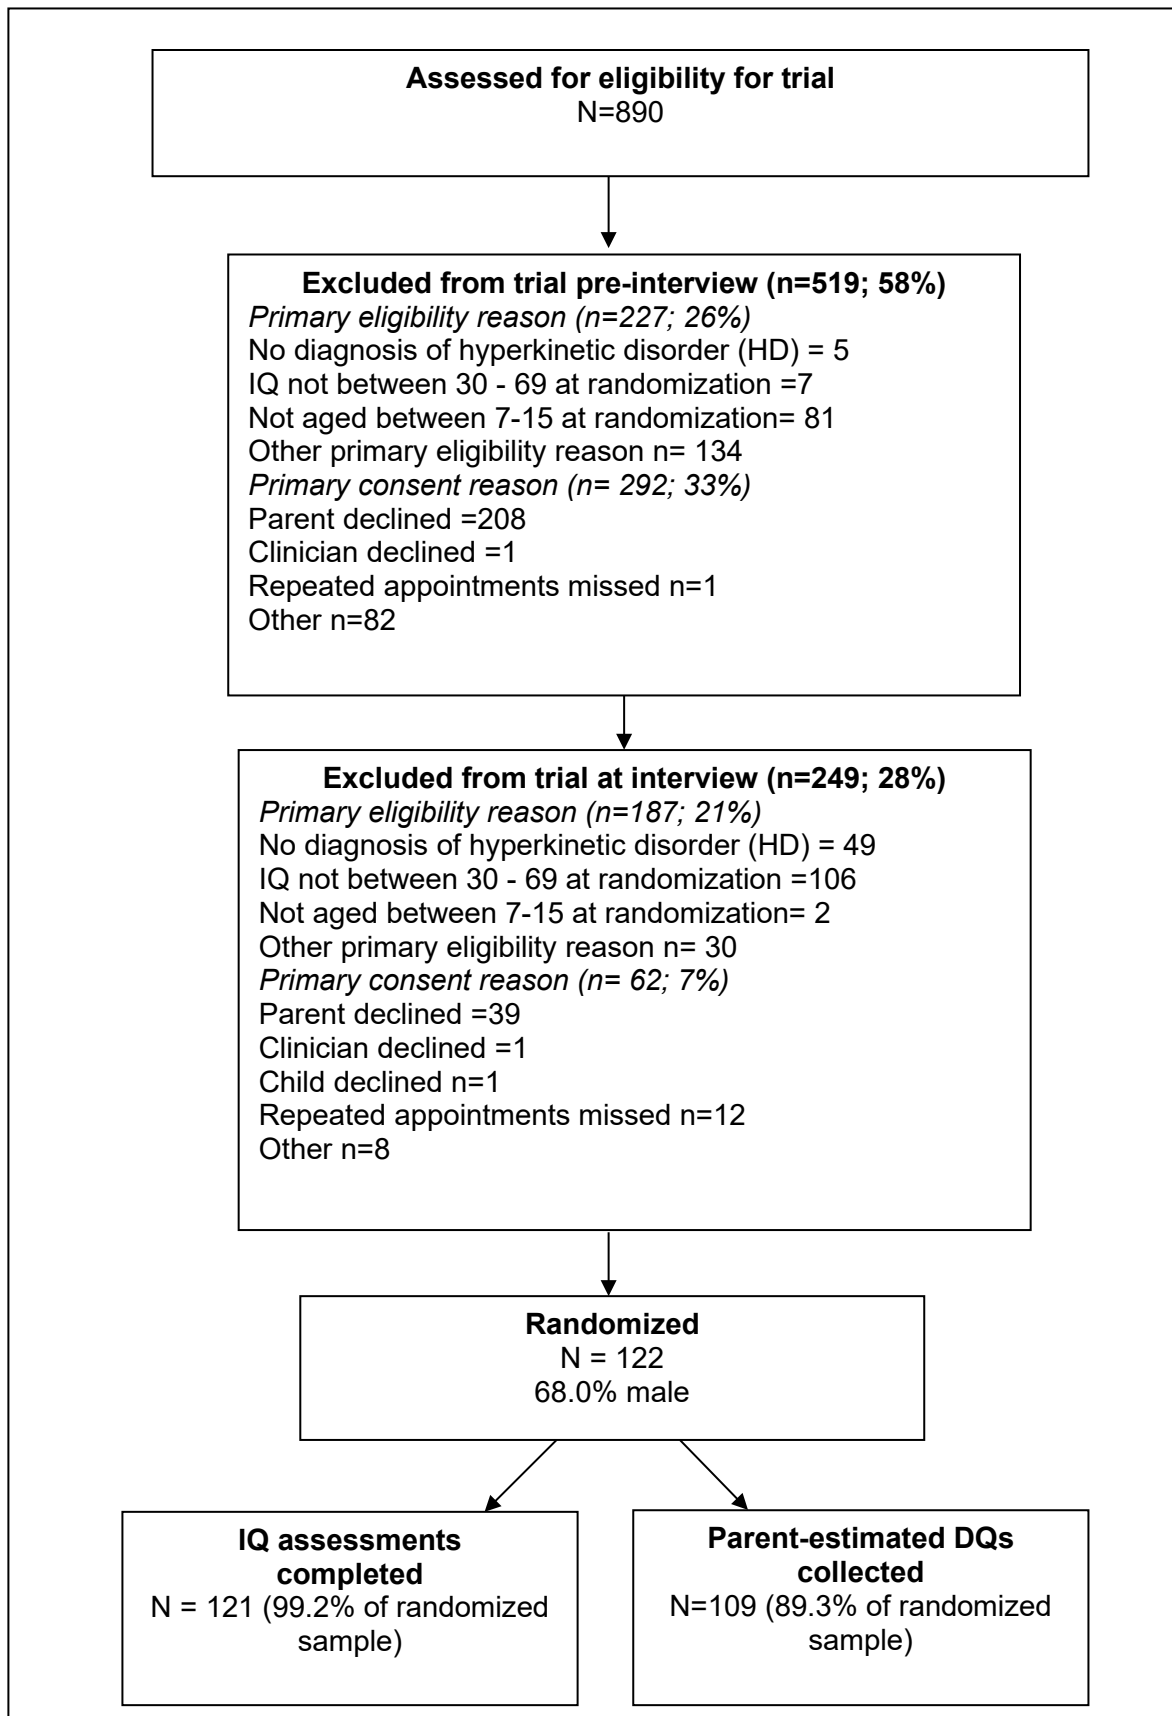 Assessed for eligibility for trial
N=890
Excluded from trial pre-interview (n=519; 58%)
Primary eligibility reason (n=227; 26%)
No diagnosis of hyperkinetic disorder (HD) = 5
IQ not between 30 - 69 at randomization =7
Not aged between 7-15 at randomization= 81
Other primary eligibility reason n= 134
Primary consent reason (n= 292; 33%)
Parent declined =208
Clinician declined =1
Repeated appointments missed n=1
Other n=82
Excluded from trial at interview (n=249; 28%)
Primary eligibility reason (n=187; 21%)
No diagnosis of hyperkinetic disorder (HD) = 49
IQ not between 30 - 69 at randomization =106
Not aged between 7-15 at randomization= 2
Other primary eligibility reason n= 30
Primary consent reason (n= 62; 7%)
Parent declined =39
Clinician declined =1
Child declined n=1
Repeated appointments missed n=12
Other n=8
Randomized
N = 122
68.0% male
IQ assessments
completed
N = 121 (99.2% of randomized
sample)
Parent-estimated DQs
collected
N=109 (89.3% of randomized
sample)